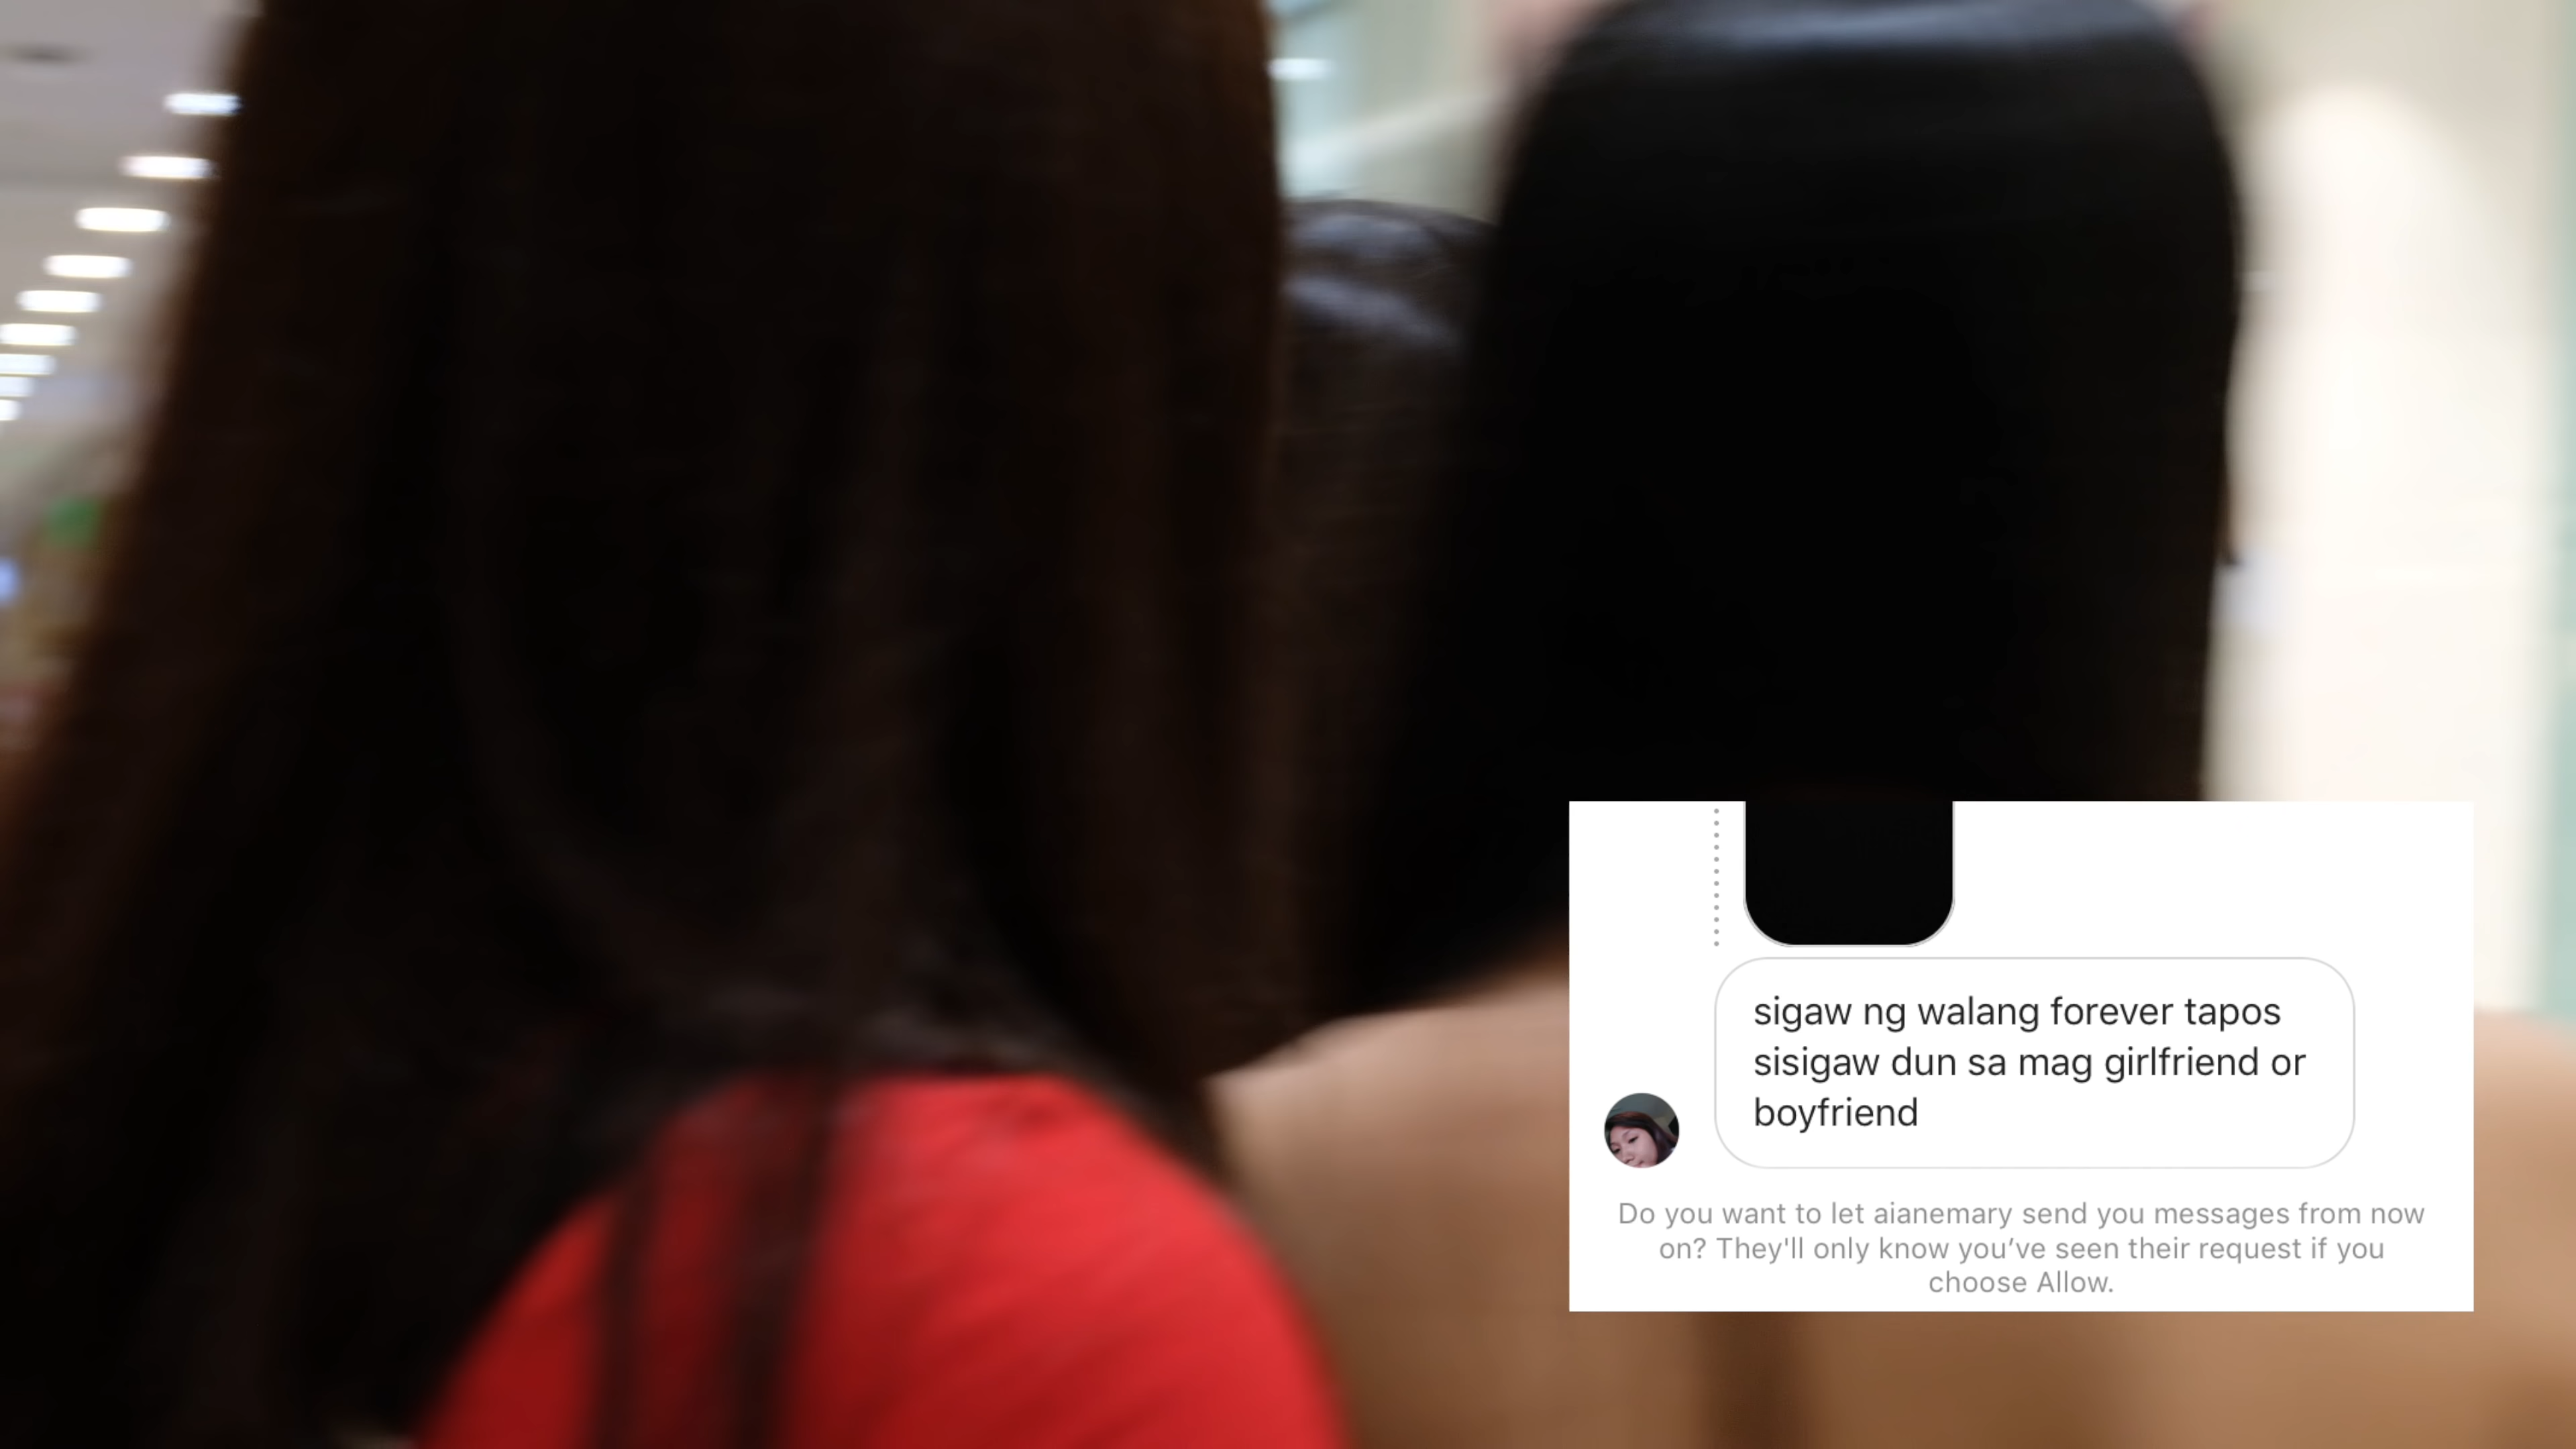 sigaw ng walang forever tapos
sisigaw dun sa mag girlfriend or
boyfriend
Do you want to let aianemary send you messages from now
on? They'll only know you’ve seen their request if you
choose Allow.